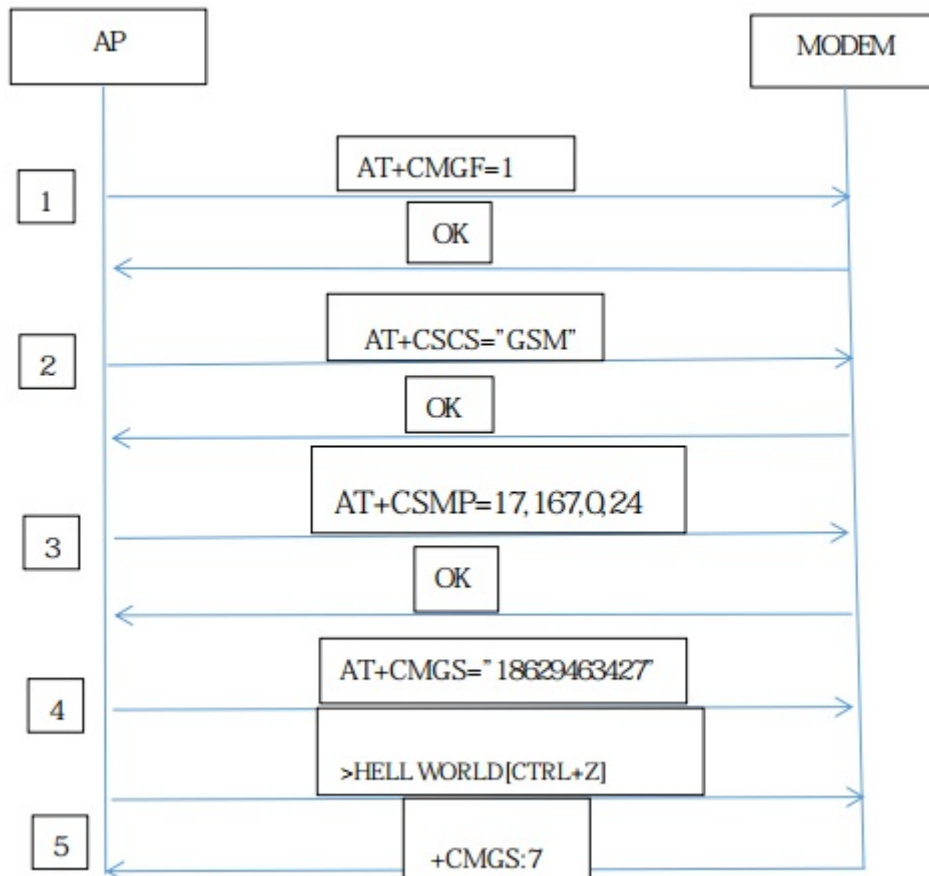 AP
MODEM
AT+CMGF=1
1
OK
AT+CSCS="GSM"
2
OK
AT+CSMP=17,167,0,24
3
OK
AT+CMGS="18629463427"
4
>HELL WORLD[CTRL+Z]
5
+CMGS:7